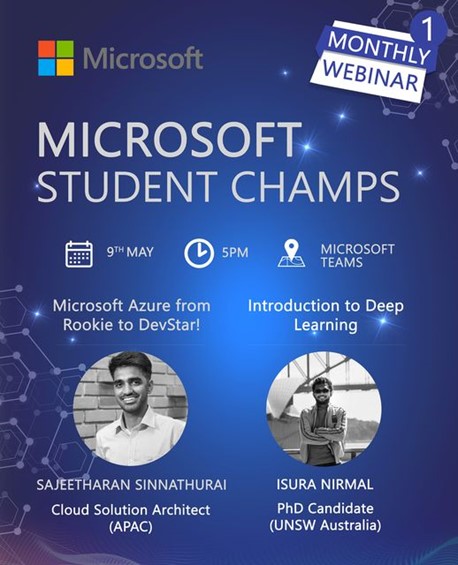 Microsoft
1
MONTHLY
WEBINAR
MICROSOFT
STUDENT CHAMPS
9TH MAY
5PM
MICROSOFT
TEAMS
Microsoft Azure from
Rookie to DevStar!
Introduction to Deep
Learning
SAJEETHARAN SINNATHURAI
Cloud Solution Architect
(APAC)
ISURA NIRMAL
PhD Candidate
(UNSW Australia)